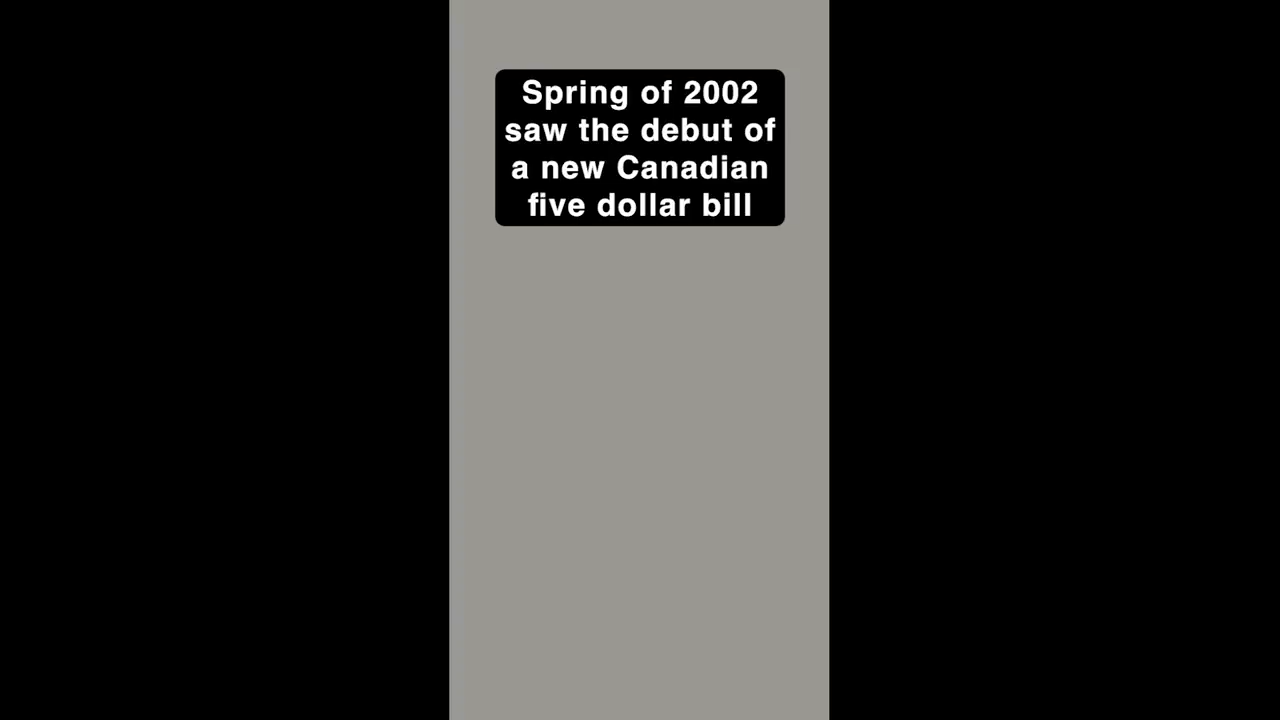 Spring of 2002
saw the debut of
a new Canadian
five dollar bill